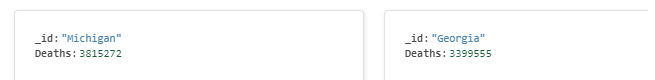 _id: "Michigan"
Deaths: 3815272
_id: "Georgia"
Deaths: 3399555